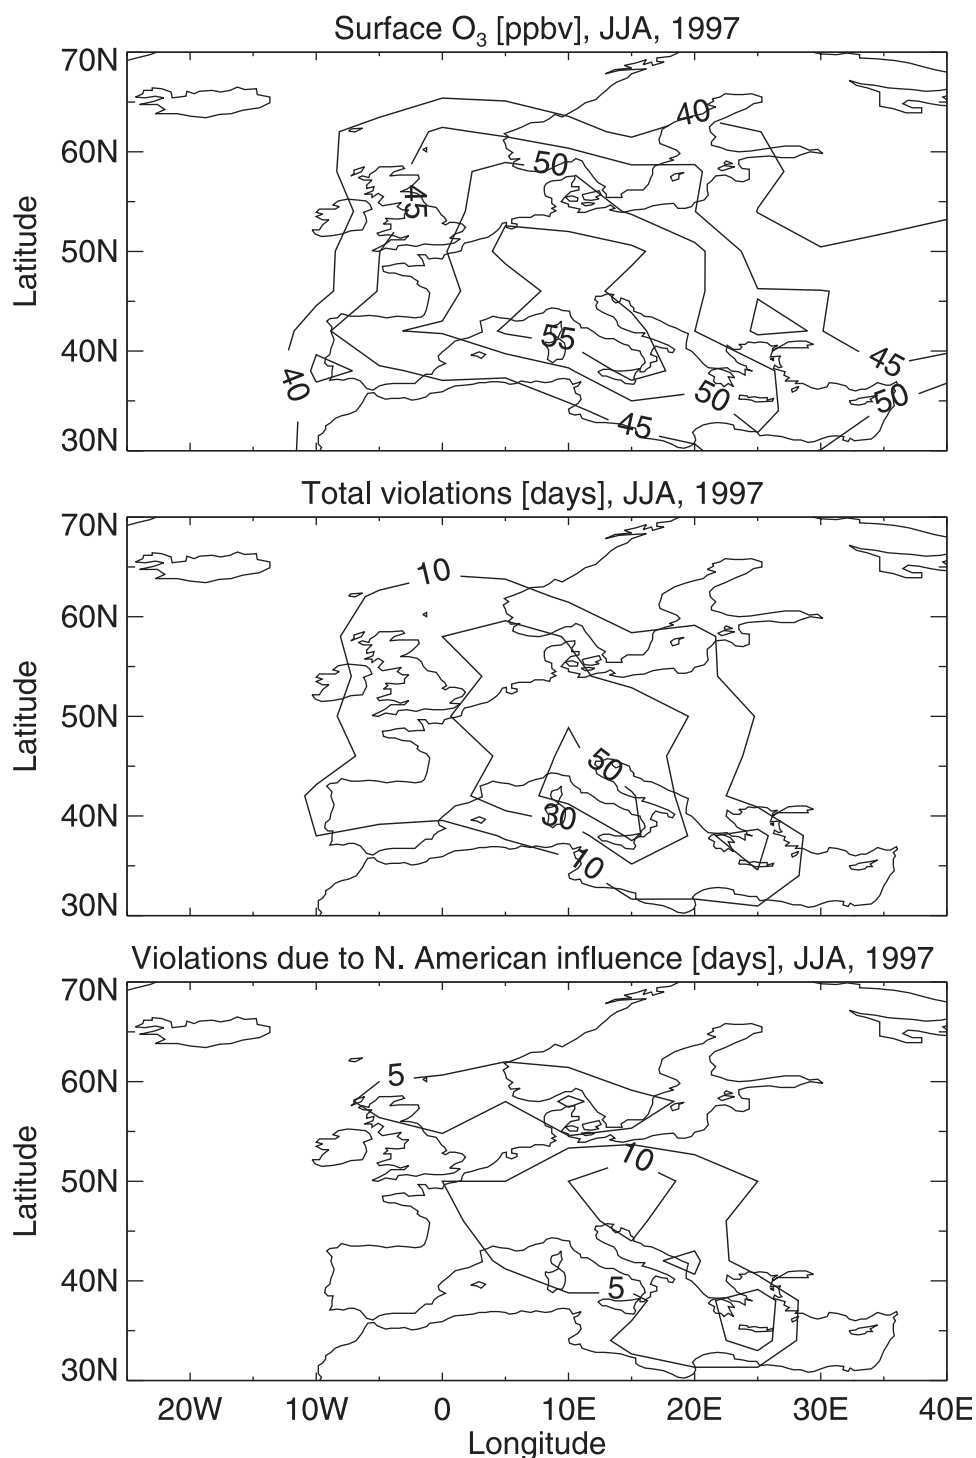 Surface O₃ [ppbv], JJA, 1997
70N
40
60N
50
45
Latitude
50N
55
40N
45
40
50
50
45
30N
Total violations [days], JJA, 1997
70N
10
60N
Latitude
50N
50
40N
30
10
30N
Violations due to N. American influence [days], JJA, 1997
70N
5
60N
10
Latitude
50N
40N
5
30N
20W 10W 0 10E 20E 30E 40E
Longitude